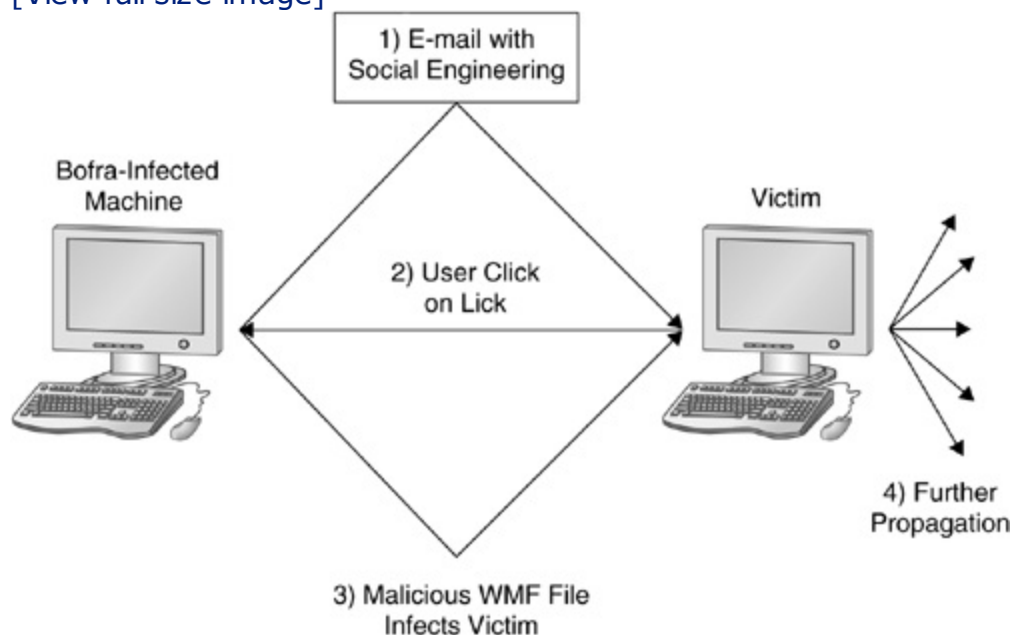 [View full size image]
1) E-mail with
Social Engineering
Bofra-Infected
Machine
Victim
2) User Click
on Lick
4) Further
Propagation
3) Malicious WMF File
Infects Victim